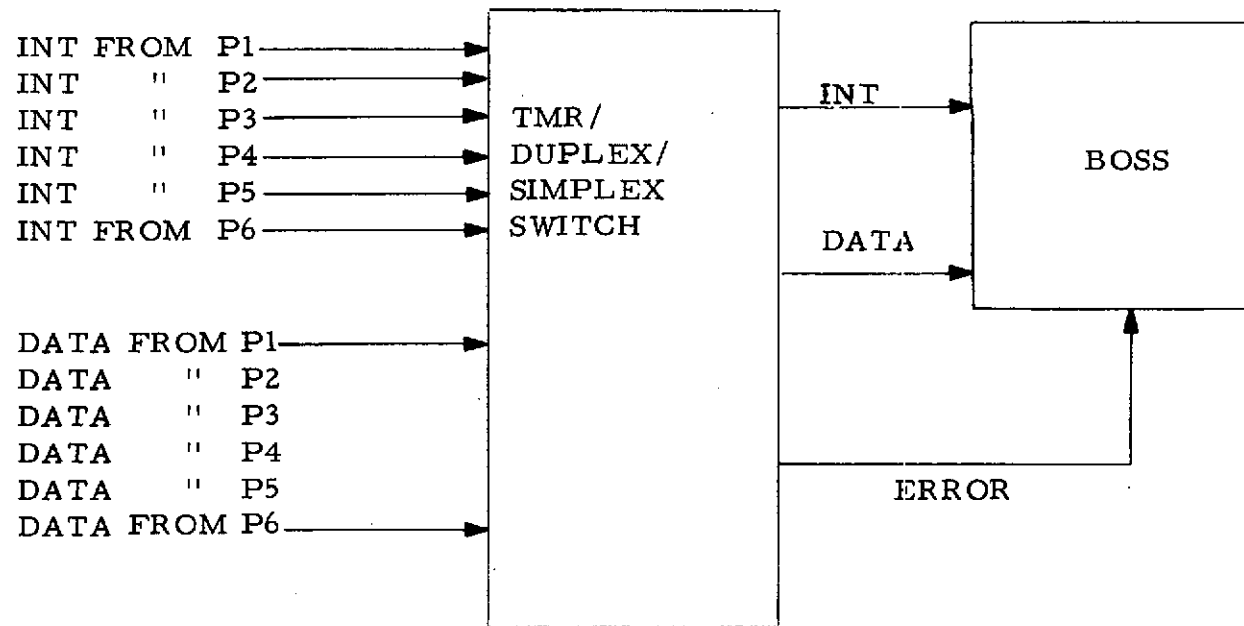 INT FROM P1
INT " P2
INT " P3
INT " P4
INT " P5
INT FROM P6
DATA FROM P1
DATA " P2
DATA " P3
DATA " P4
DATA " P5
DATA FROM P6
TMR/
DUPLEX/
SIMPLEX
SWITCH
INT
DATA
ERROR
BOSS